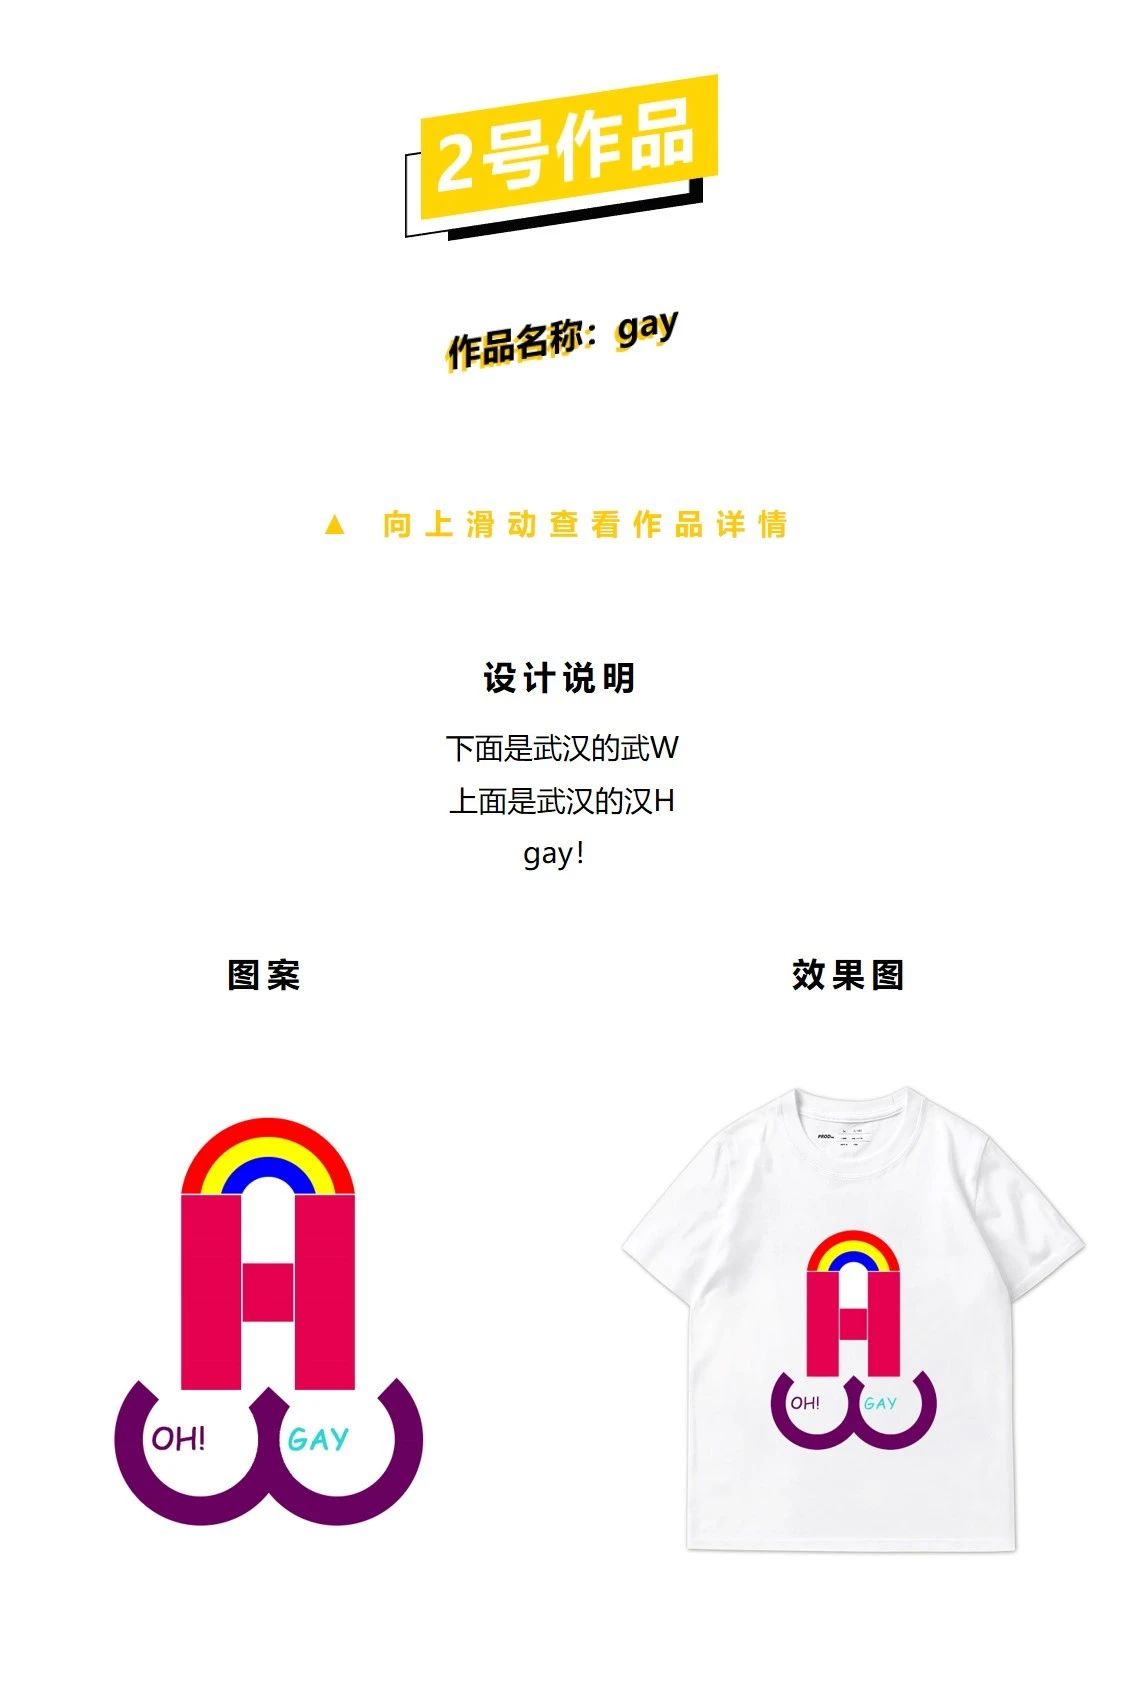 2号作品
作品名称：gay
▲ 向上滑动查看作品详情
设计说明
下面是武汉的武W
上面是武汉的汉H
gay！
图案
效果图
OH! GAY
PROD
OH! GAY